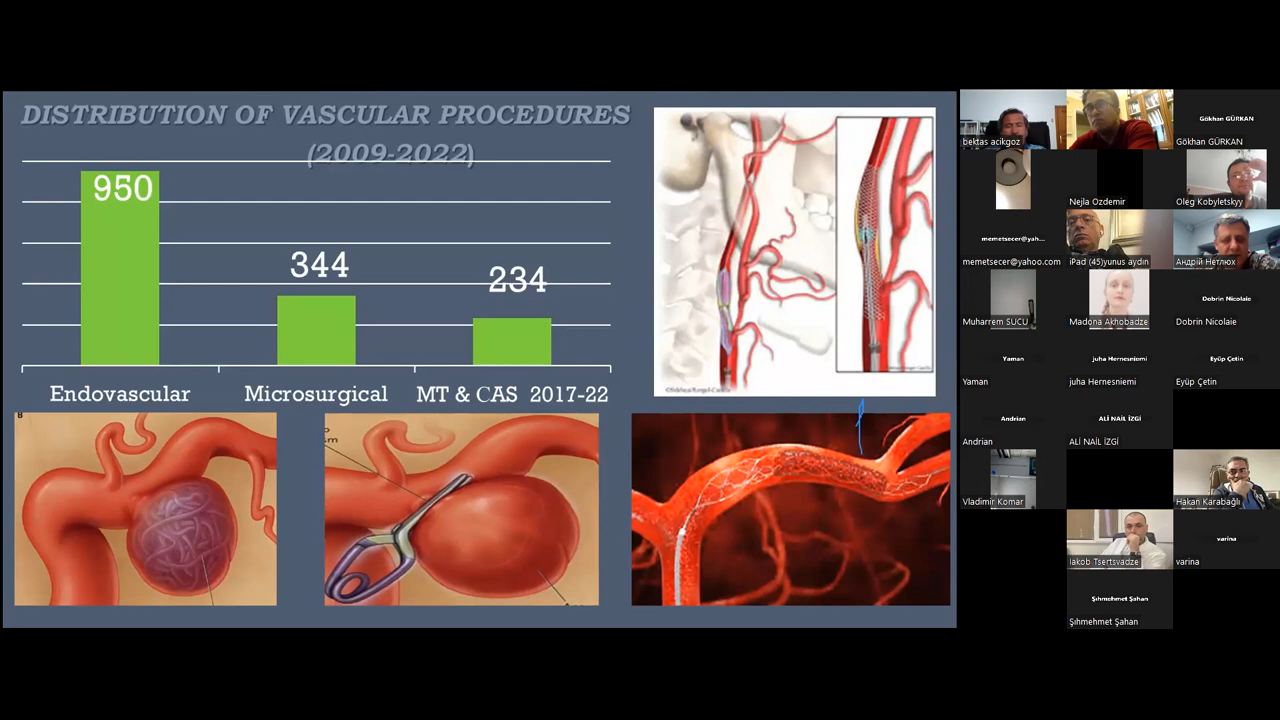 DISTRIBUTION OF VASCULAR PROCEDURES
(2009-2022)
950
344
234
Endovascular
Microsurgical
MT & CAS 2017-22
B
bektas acikgoz
Gökhan GÜRKAN
Gökhan GÜRKAN
Nejla Ozdemir
Oleg Kobyletskyy
memetsecer@yah...
memetsecer@yahoo.com
iPad (45)yunus aydın
Андрій Нетлюх
Muharrem SUCU
Madona Akhobadze
Dobrin Nicolaie
Dobrin Nicolaie
Yaman
Yaman
juha Hernesniemi
juha Hernesniemi
Eyüp Çetin
Eyüp Çetin
Andrian
Andrian
ALİ NAİL İZGİ
ALİ NAİL İZGİ
Vladimir Komar
Hakan Karabağlı
Iakob Tsertsvadze
varina
varina
Şıhmehmet Şahan
Şıhmehmet Şahan